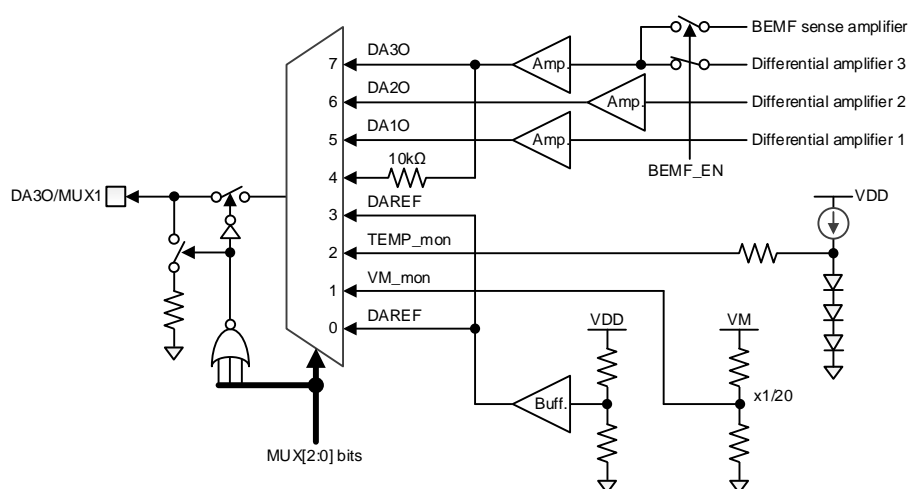 BEMF sense amplifier
DA3O
7
Amp.
Differential amplifier 3
DA2O
6
Amp.
Differential amplifier 2
DA1O
5
Amp.
Differential amplifier 1
10kΩ
4
BEMF_EN
DA3O/MUX1
DAREF
3
VDD
TEMP_mon
2
VM_mon
1
DAREF
0
VDD
VM
Buff.
x1/20
MUX[2:0] bits